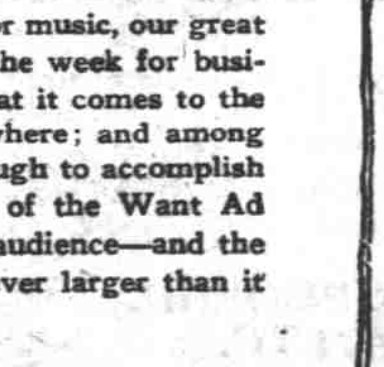 r music, our great
he week for busi-
at it comes to the
where; and among
ugh to accomplish
of the Want Ad
audience—and the
ver larger than it